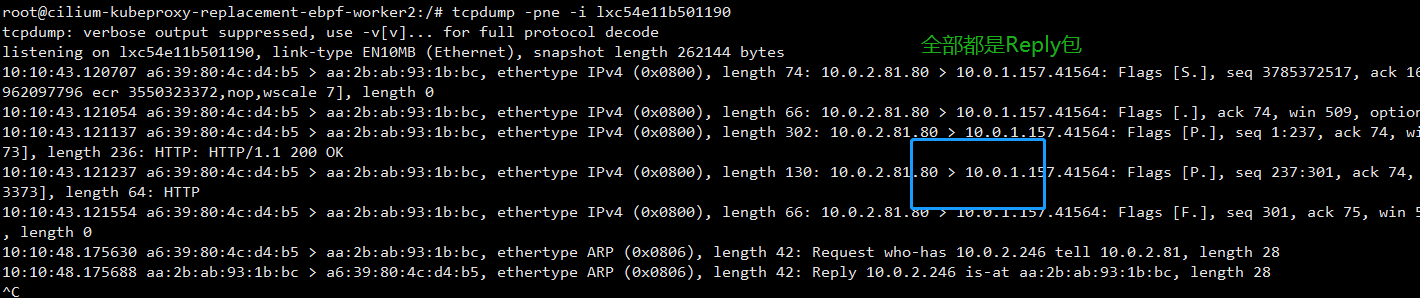 root@cilium-kubeproxy-replacement-ebpf-worker2:/# tcpdump -pne -i lxc54e11b501190
tcpdump: verbose output suppressed, use -v[v]... for full protocol decode
listening on lxc54e11b501190, link-type EN10MB (Ethernet), snapshot length 262144 bytes
全部都是Reply包
10:10:43.120707 a6:39:80:4c:d4:b5 > aa:2b:ab:93:1b:bc, ethertype IPv4 (0x0800), length 74: 10.0.2.81.80 > 10.0.1.157.41564: Flags [S.], seq 3785372517, ack 16
962097796 ecr 3550323372,nop,wscale 7], length 0
10:10:43.121054 a6:39:80:4c:d4:b5 > aa:2b:ab:93:1b:bc, ethertype IPv4 (0x0800), length 66: 10.0.2.81.80 > 10.0.1.157.41564: Flags [.], ack 74, win 509, option
10:10:43.121137 a6:39:80:4c:d4:b5 > aa:2b:ab:93:1b:bc, ethertype IPv4 (0x0800), length 302: 10.0.2.81.80 > 10.0.1.157.41564: Flags [P.], seq 1:237, ack 74, wi
73], length 236: HTTP: HTTP/1.1 200 OK
10:10:43.121237 a6:39:80:4c:d4:b5 > aa:2b:ab:93:1b:bc, ethertype IPv4 (0x0800), length 130: 10.0.2.81.80 > 10.0.1.157.41564: Flags [P.], seq 237:301, ack 74,
3373], length 64: HTTP
10:10:43.121554 a6:39:80:4c:d4:b5 > aa:2b:ab:93:1b:bc, ethertype IPv4 (0x0800), length 66: 10.0.2.81.80 > 10.0.1.157.41564: Flags [F.], seq 301, ack 75, win 5
, length 0
10:10:48.175630 a6:39:80:4c:d4:b5 > aa:2b:ab:93:1b:bc, ethertype ARP (0x0806), length 42: Request who-has 10.0.2.246 tell 10.0.2.81, length 28
10:10:48.175688 aa:2b:ab:93:1b:bc > a6:39:80:4c:d4:b5, ethertype ARP (0x0806), length 42: Reply 10.0.2.246 is-at aa:2b:ab:93:1b:bc, length 28
^C